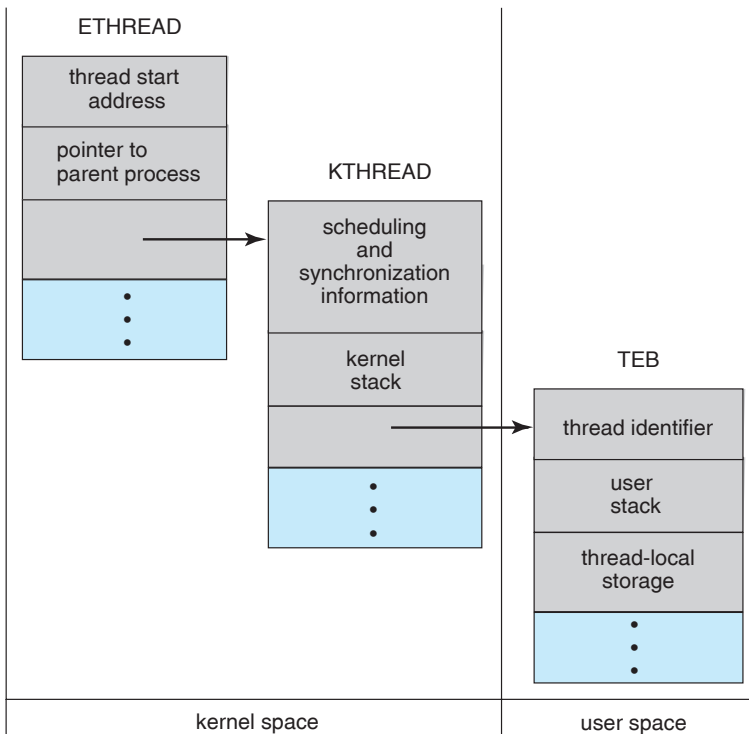 ETHREAD
thread start
address
pointer to
parent process
KTHREAD
scheduling
and
synchronization
information
kernel
stack
TEB
thread identifier
user
stack
thread-local
storage
kernel space
user space